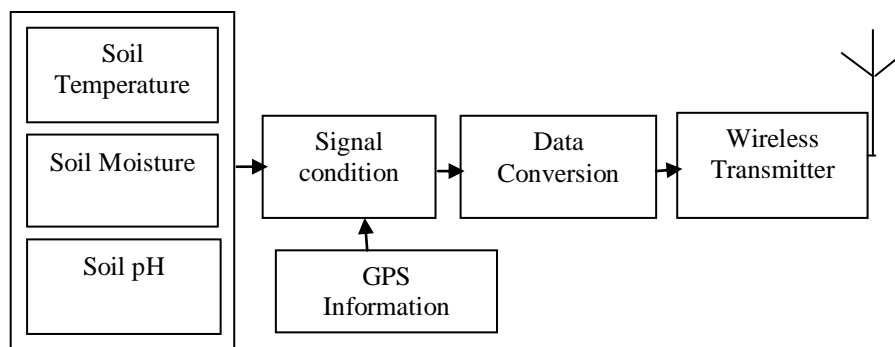 Soil
Temperature
Soil Moisture
Soil pH
Signal
condition
GPS
Information
Data
Conversion
Wireless
Transmitter